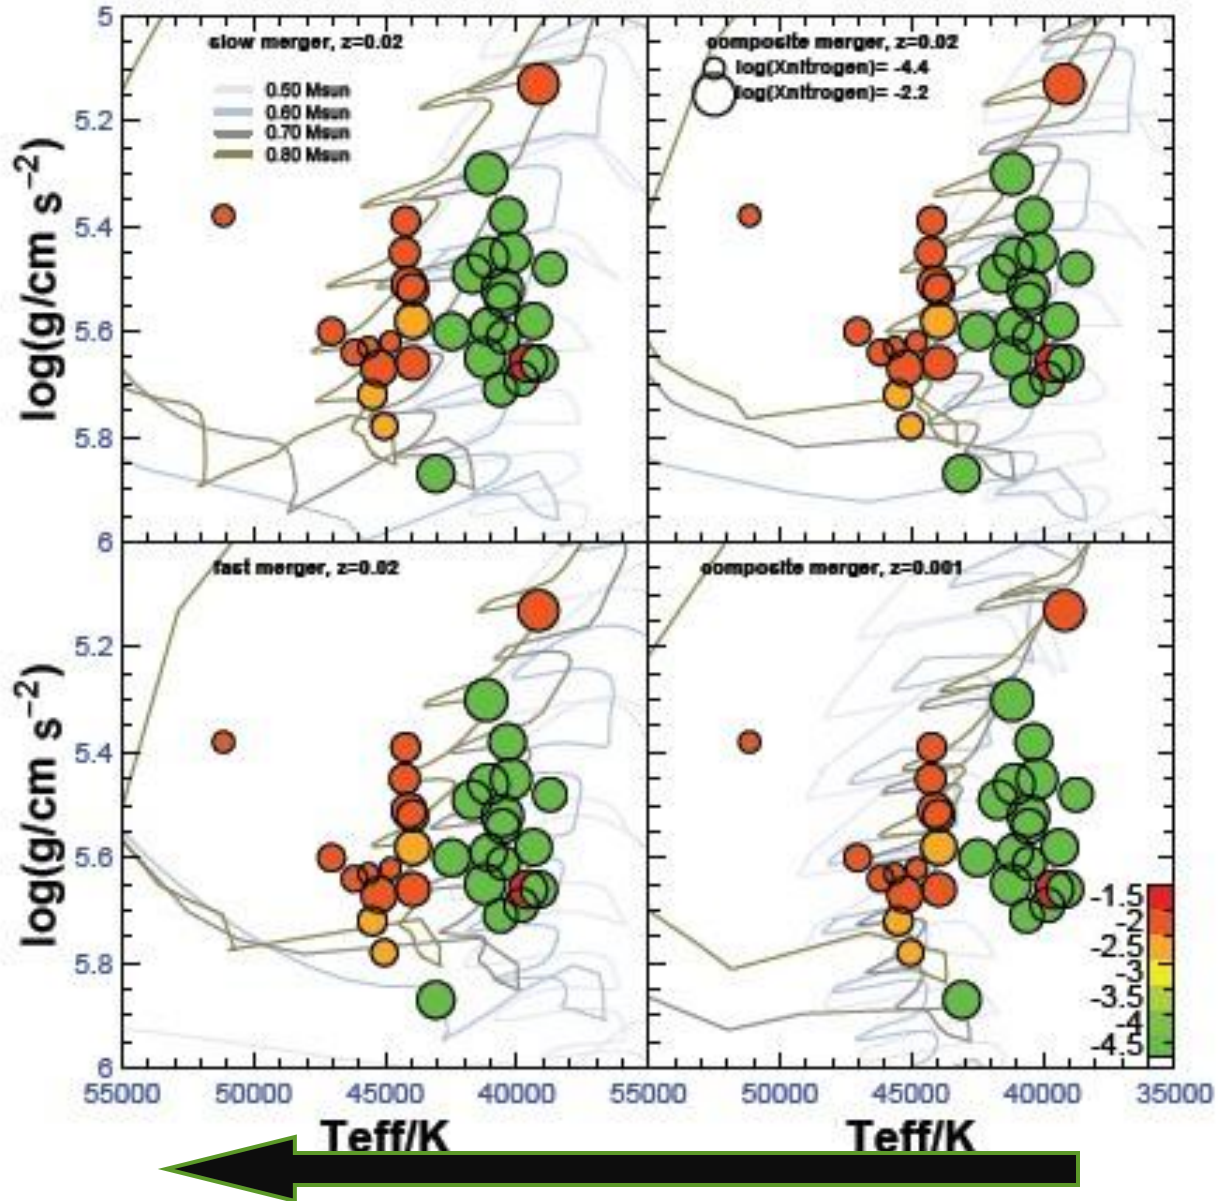 slow merger, z=0.02
0.50 Msun
0.60 Msun
0.70 Msun
0.80 Msun
composite merger, z=0.02
log(Xnitrogen)= -4.4
log(Xnitrogen)= -2.2
5
5.2
5.4
5.6
5.8
6
log(g/cm s⁻²)
fast merger, z=0.02
composite merger, z=0.001
5.2
5.4
5.6
5.8
6
log(g/cm s⁻²)
-1.5
-2
-2.5
-3
-3.5
-4
-4.5
55000 50000 45000 40000 55000 50000 45000 40000 35000
Teff/K Teff/K